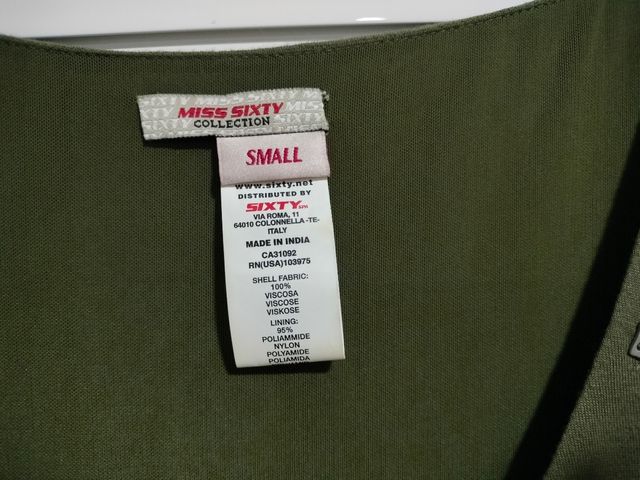 MISS SIXTY
COLLECTION
SMALL
www.sixty.net
DISTRIBUTED BY
SIXTY SPA
VIA ROMA, 11
64010 COLONNELLA -TE-
ITALY
MADE IN INDIA
CA31092
RN(USA)103975
SHELL FABRIC:
100%
VISCOSA
VISCOSE
VISKOSE
LINING:
95%
POLIAMMIDE
NYLON
POLYAMIDE
POLIAMIDA